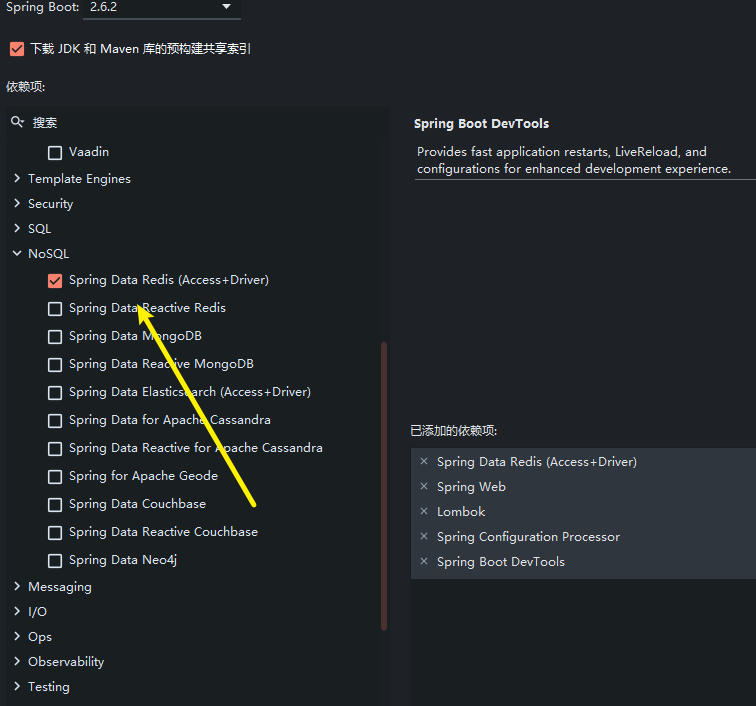 Spring Boot: 2.6.2
下载 JDK 和 Maven 库的预构建共享索引
依赖项:
搜索
Vaadin
Template Engines
Security
SQL
NoSQL
Spring Data Redis (Access+Driver)
Spring Data Reactive Redis
Spring Data MongoDB
Spring Data Reactive MongoDB
Spring Data Elasticsearch (Access+Driver)
Spring Data for Apache Cassandra
Spring Data Reactive for Apache Cassandra
Spring for Apache Geode
Spring Data Couchbase
Spring Data Reactive Couchbase
Spring Data Neo4j
Messaging
I/O
Ops
Observability
Testing
Spring Boot DevTools
Provides fast application restarts, LiveReload, and
configurations for enhanced development experience.
已添加的依赖项:
Spring Data Redis (Access+Driver)
Spring Web
Lombok
Spring Configuration Processor
Spring Boot DevTools